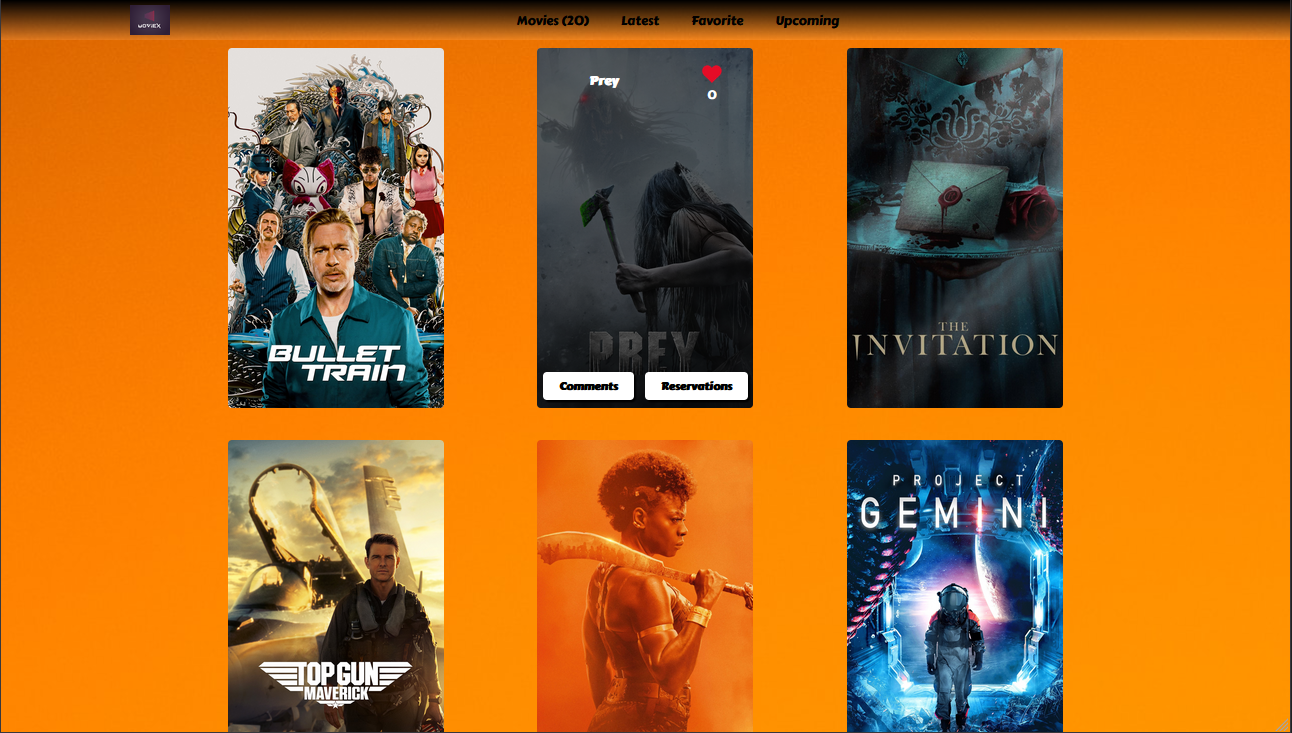 MOVIEX
Movies (20)
Latest
Favorite
Upcoming
BULLET
TRAIN
Prey
0
PREY
Comments
Reservations
THE
INVITATION
TOP GUN
MAVERICK
PROJECT
GEMINI